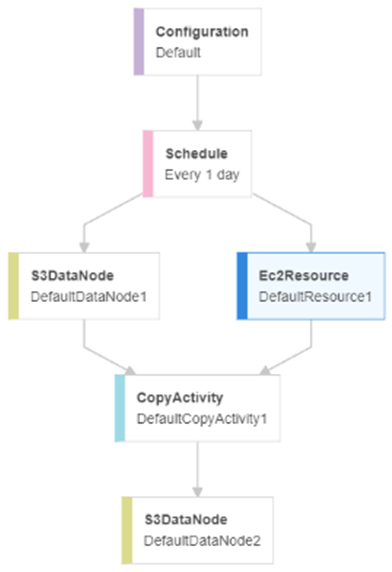 Configuration
Default
Schedule
Every 1 day
S3DataNode
DefaultDataNode1
Ec2Resource
DefaultResource1
CopyActivity
DefaultCopyActivity1
S3DataNode
DefaultDataNode2